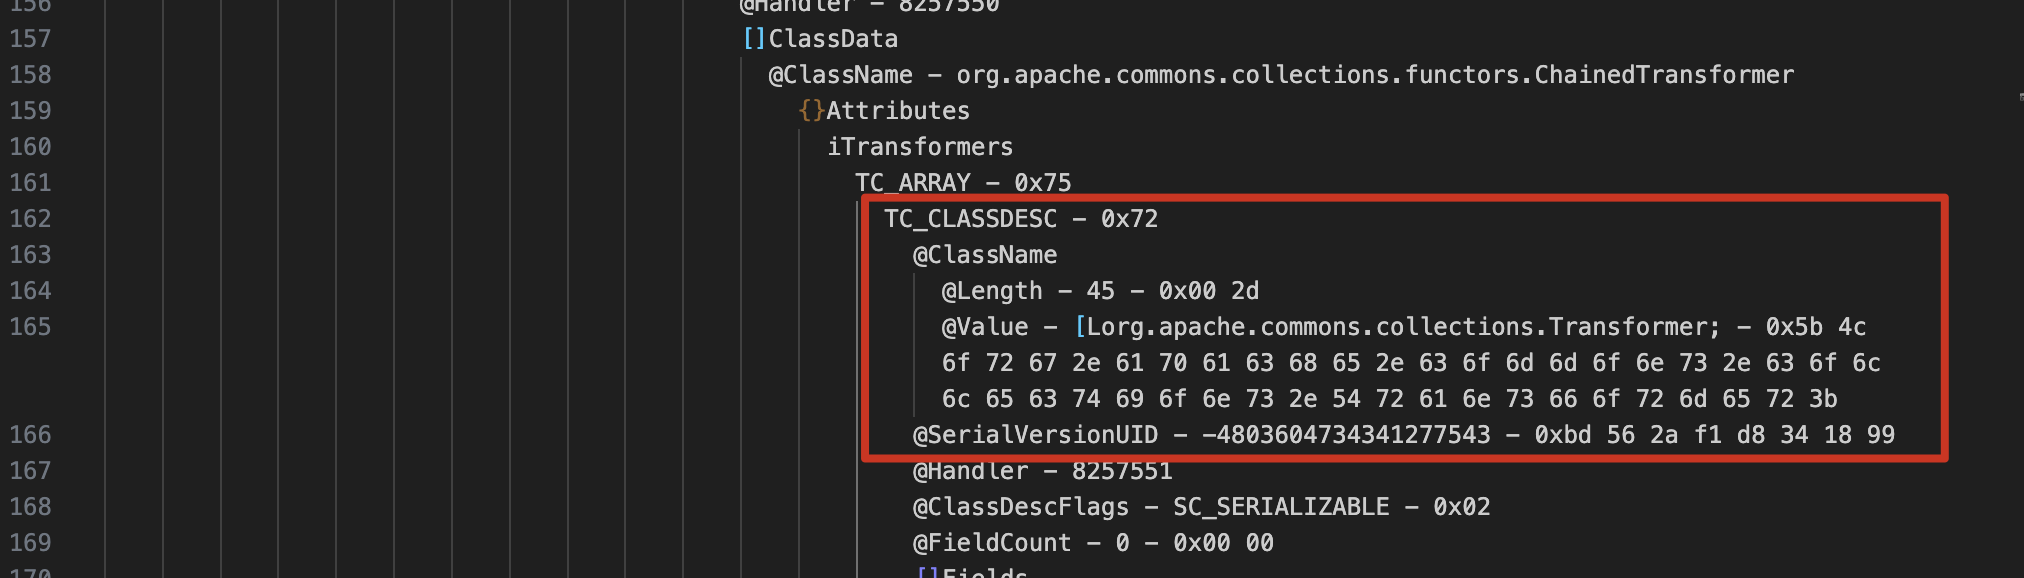 156 @Handler - 8257550
157 []ClassData
158 @ClassName - org.apache.commons.collections.functors.ChainedTransformer
159 {}Attributes
160 iTransformers
161 TC_ARRAY - 0x75
162 TC_CLASSDESC - 0x72
163 @ClassName
164 @Length - 45 - 0x00 2d
165 @Value - [Lorg.apache.commons.collections.Transformer; - 0x5b 4c
6f 72 67 2e 61 70 61 63 68 65 2e 63 6f 6d 6d 6f 6e 73 2e 63 6f 6c
6c 65 63 74 69 6f 6e 73 2e 54 72 61 6e 73 66 6f 72 6d 65 72 3b
166 @SerialVersionUID - -4803604734341277543 - 0xbd 56 2a f1 d8 34 18 99
167 @Handler - 8257551
168 @ClassDescFlags - SC_SERIALIZABLE - 0x02
169 @FieldCount - 0 - 0x00 00
170 []Fields